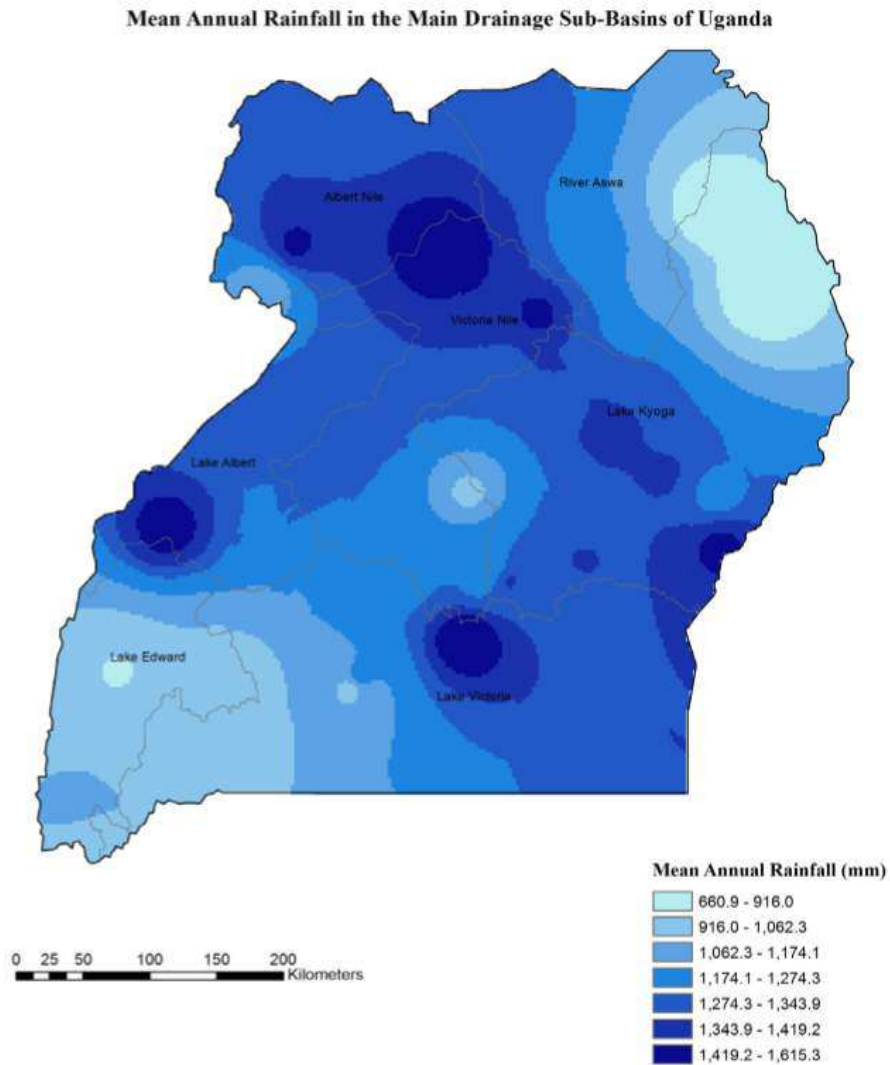 Mean Annual Rainfall in the Main Drainage Sub-Basins of Uganda
River Aswa
Albert Nile
Victoria Nile
Lake Kyoga
Lake Albert
Lake Edward
Lake Victoria
Mean Annual Rainfall (mm)
660.9 - 916.0
916.0 - 1,062.3
1,062.3 - 1,174.1
1,174.1 - 1,274.3
1,274.3 - 1,343.9
1,343.9 - 1,419.2
1,419.2 - 1,615.3
0 25 50 100 150 200
Kilometers